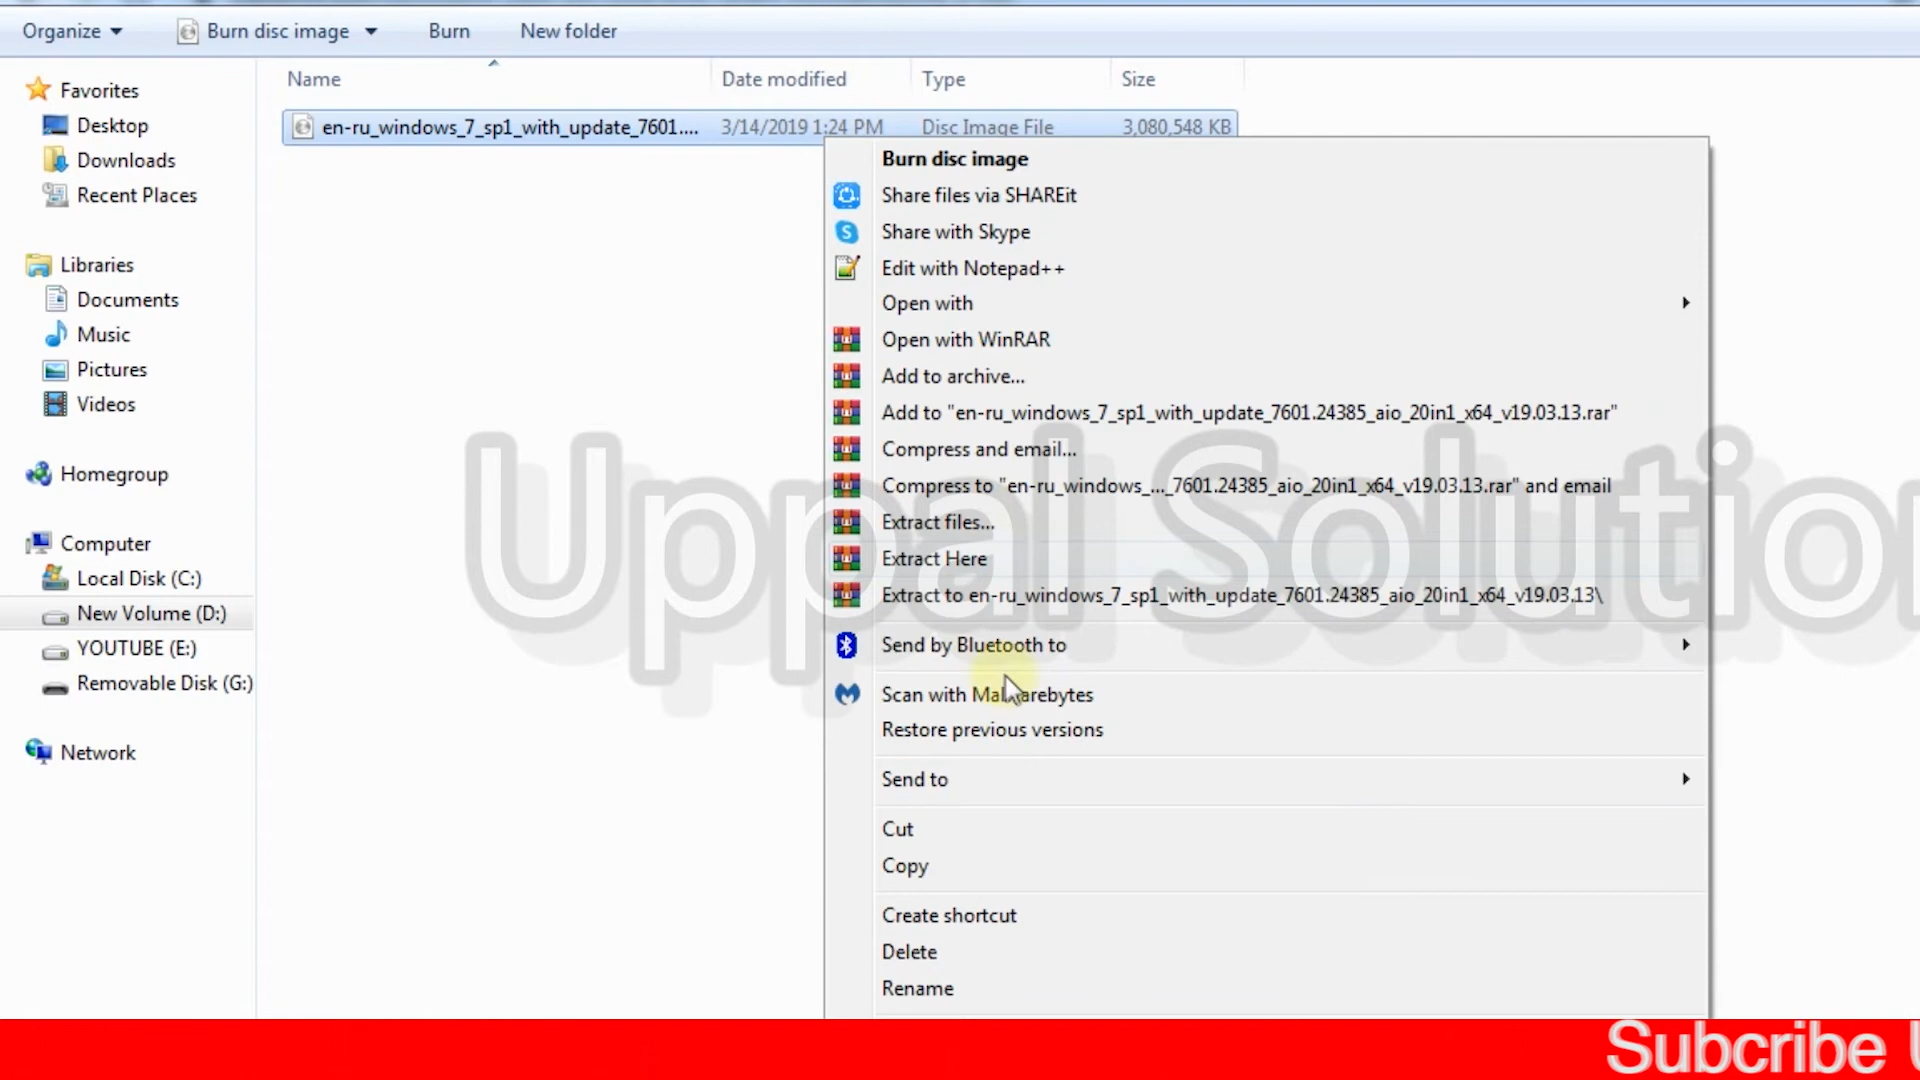 Organize
Burn disc image
Burn
New folder
Name
Date modified
Type
Size
en-ru_windows_7_sp1_with_update_7601....
3/14/2019 1:24 PM
Disc Image File
3,080,548 KB
Favorites
Desktop
Downloads
Recent Places
Libraries
Documents
Music
Pictures
Videos
Homegroup
Computer
Local Disk (C:)
New Volume (D:)
YOUTUBE (E:)
Removable Disk (G:)
Network
Burn disc image
Share files via SHAREit
Share with Skype
Edit with Notepad++
Open with
Open with WinRAR
Add to archive...
Add to "en-ru_windows_7_sp1_with_update_7601.24385_aio_20in1_x64_v19.03.13.rar"
Compress and email...
Compress to "en-ru_windows_..._7601.24385_aio_20in1_x64_v19.03.13.rar" and email
Extract files...
Extract Here
Extract to en-ru_windows_7_sp1_with_update_7601.24385_aio_20in1_x64_v19.03.13\
Send by Bluetooth to
Scan with Malwarebytes
Restore previous versions
Send to
Cut
Copy
Create shortcut
Delete
Rename
Uppal Solution
Subcribe U